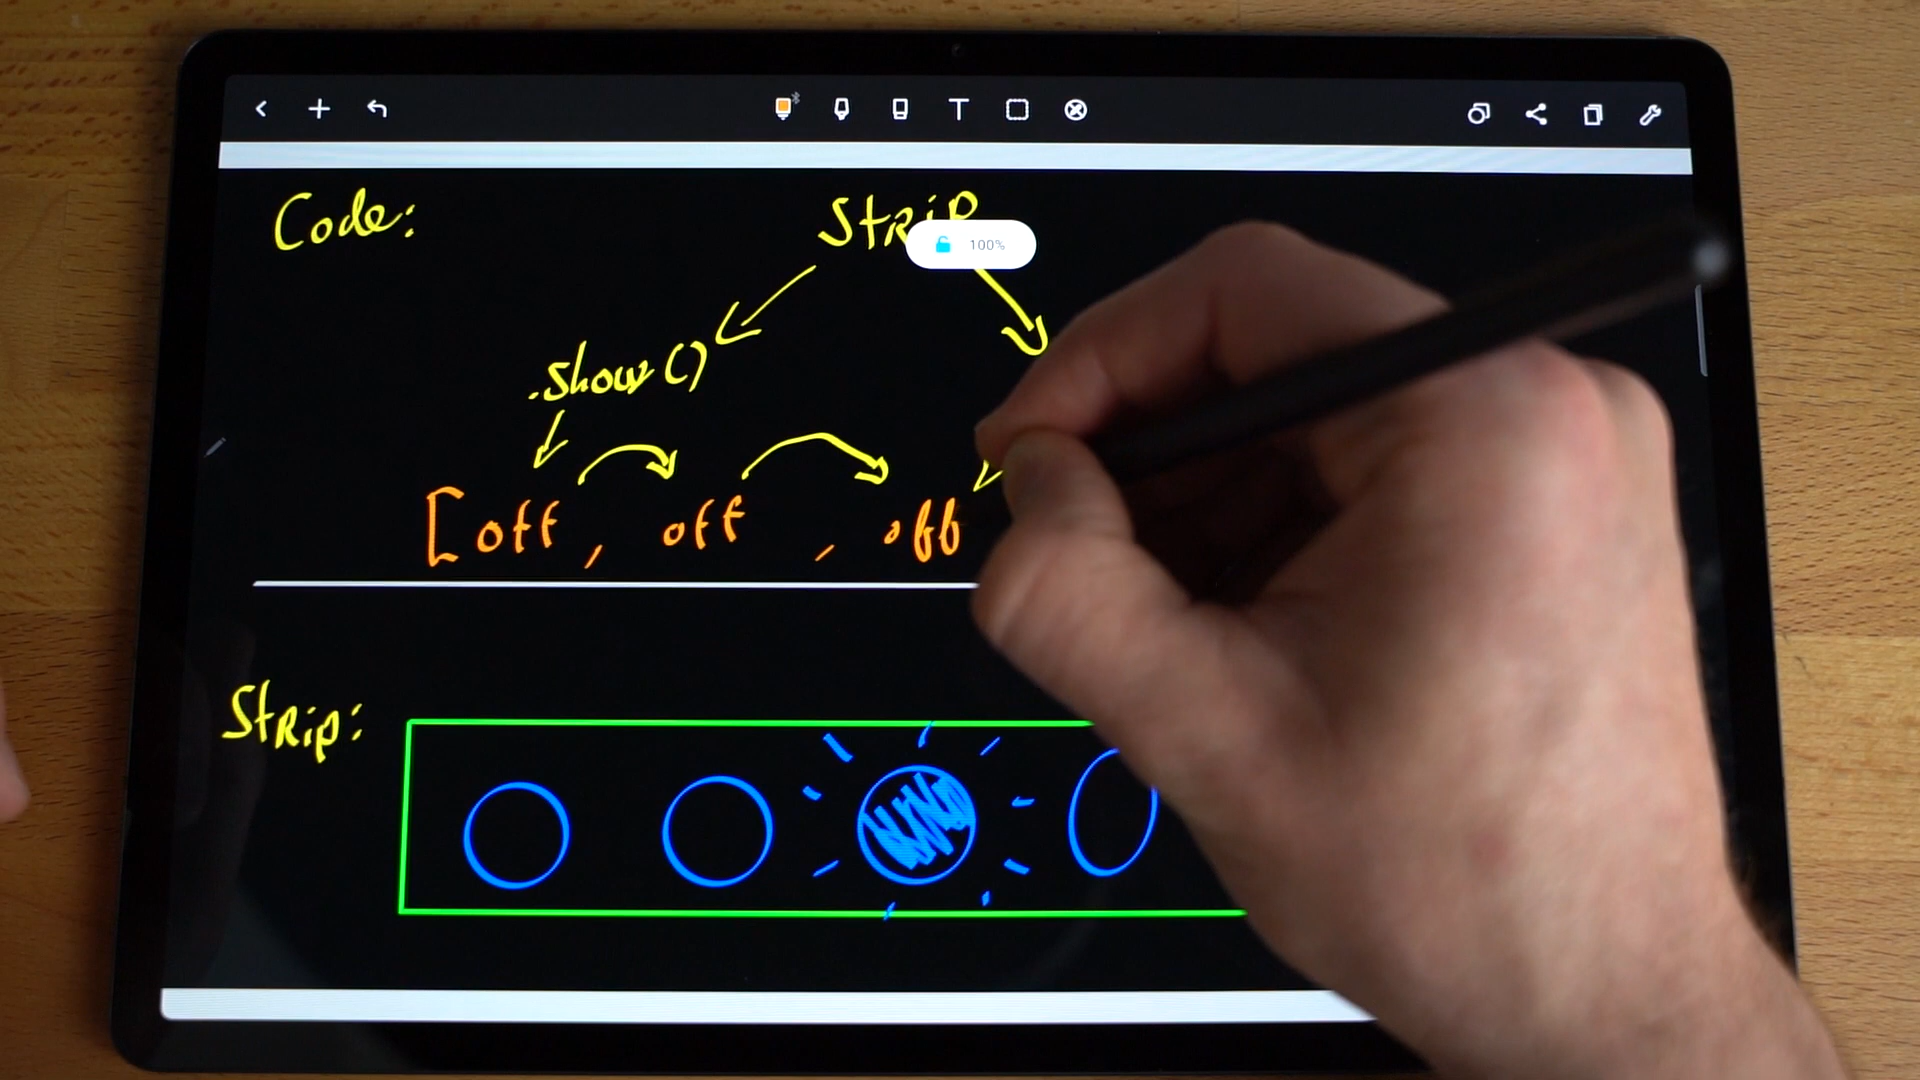 Code:
Strip
100%
.show()
[off, off, off
Strip: